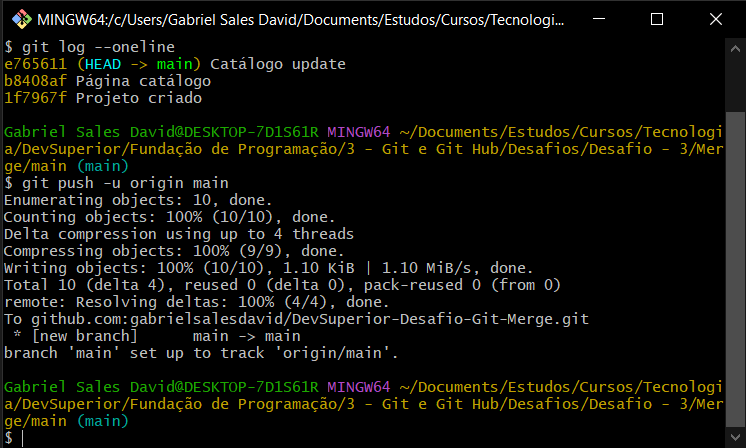 MINGW64:/c/Users/Gabriel Sales David/Documents/Estudos/Cursos/Tecnologi...
$ git log --oneline
e765611 (HEAD -> main) Catálogo update
b8408af Página catálogo
1f7967f Projeto criado
Gabriel Sales David@DESKTOP-7D1S61R MINGW64 ~/Documents/Estudos/Cursos/Tecnologi
a/DevSuperior/Fundação de Programação/3 - Git e Git Hub/Desafios/Desafio - 3/Mer
ge/main (main)
$ git push -u origin main
Enumerating objects: 10, done.
Counting objects: 100% (10/10), done.
Delta compression using up to 4 threads
Compressing objects: 100% (9/9), done.
Writing objects: 100% (10/10), 1.10 KiB | 1.10 MiB/s, done.
Total 10 (delta 4), reused 0 (delta 0), pack-reused 0 (from 0)
remote: Resolving deltas: 100% (4/4), done.
To github.com:gabrielsalesdavid/DevSuperior-Desafio-Git-Merge.git
 * [new branch]      main -> main
branch 'main' set up to track 'origin/main'.
Gabriel Sales David@DESKTOP-7D1S61R MINGW64 ~/Documents/Estudos/Cursos/Tecnologi
a/DevSuperior/Fundação de Programação/3 - Git e Git Hub/Desafios/Desafio - 3/Mer
ge/main (main)
$